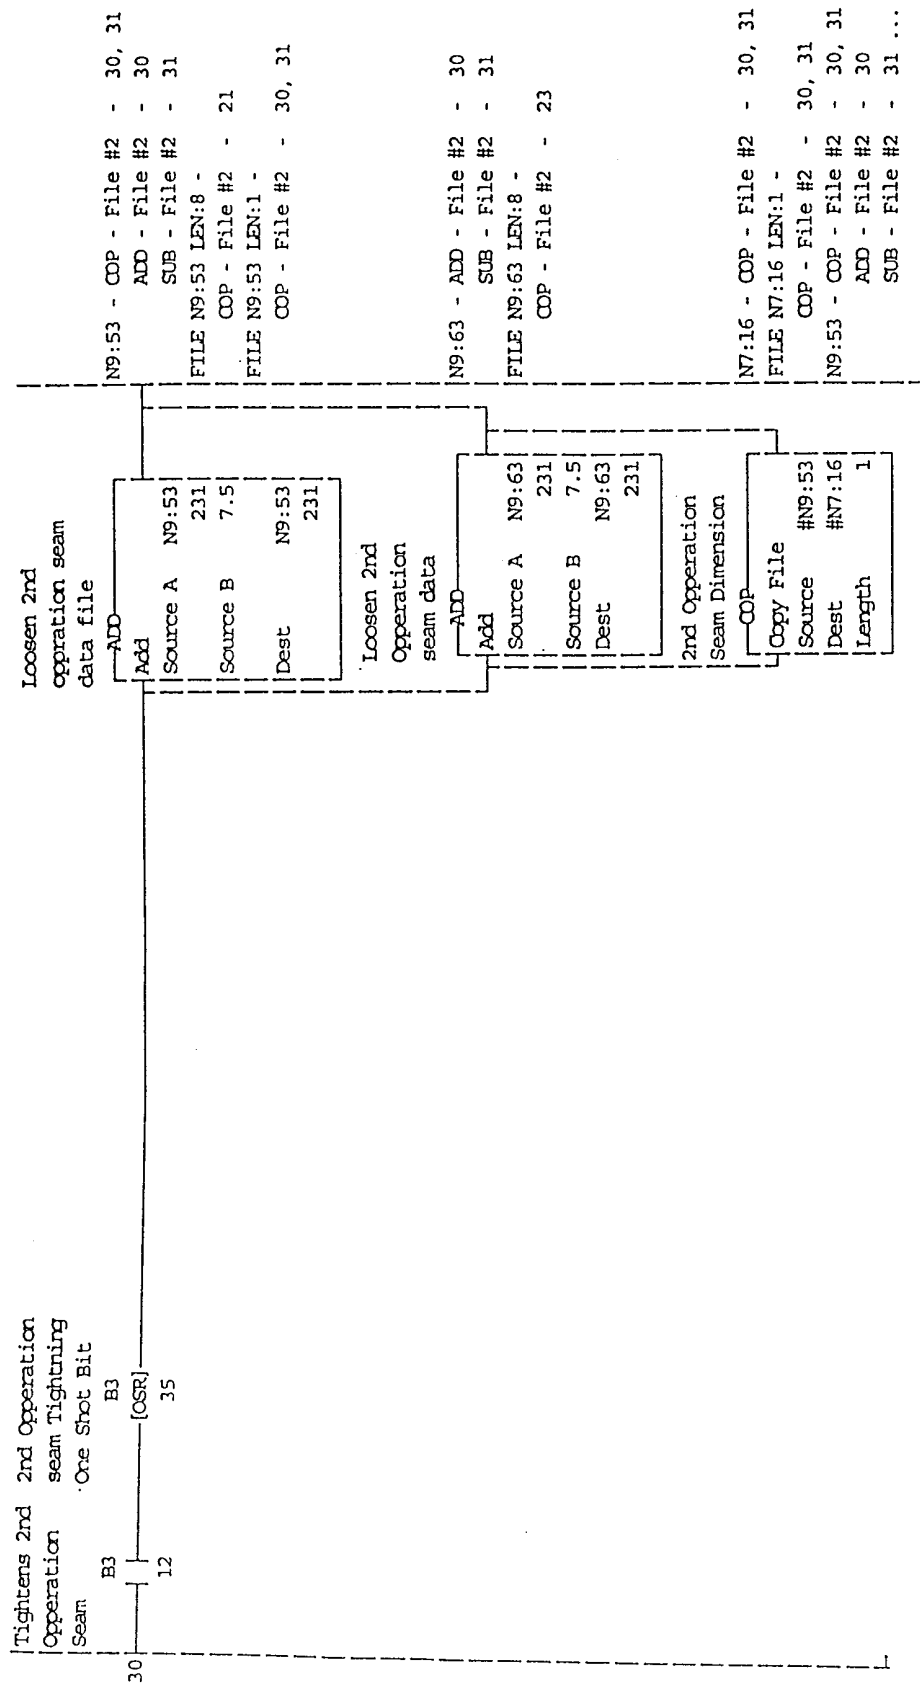 Tightens 2nd
Opperation
Seam
B3
12
2nd Opperation
seam Tightning
One Shot Bit
B3
[OSR]
35
30
Loosen 2nd
oppration seam
data file
ADD
Add
Source A N9:53
231
Source B 7.5
Dest N9:53
231
N9:53 - COP - File #2 - 30, 31
ADD - File #2 - 30
SUB - File #2 - 31
FILE N9:53 LEN:8 -
COP - File #2 - 21
FILE N9:53 LEN:1 -
COP - File #2 - 30, 31
Loosen 2nd
Opperation
seam data
ADD
Add
Source A N9:63
231
Source B 7.5
Dest N9:63
231
N9:63 - ADD - File #2 - 30
SUB - File #2 - 31
FILE N9:63 LEN:8 -
COP - File #2 - 23
2nd Opperation
Seam Dimension
COP
Copy File
Source #N9:53
Dest #N7:16
Length 1
N7:16 - COP - File #2 - 30, 31
FILE N7:16 LEN:1 -
COP - File #2 - 30, 31
N9:53 - COP - File #2 - 30, 31
ADD - File #2 - 30
SUB - File #2 - 31 ...